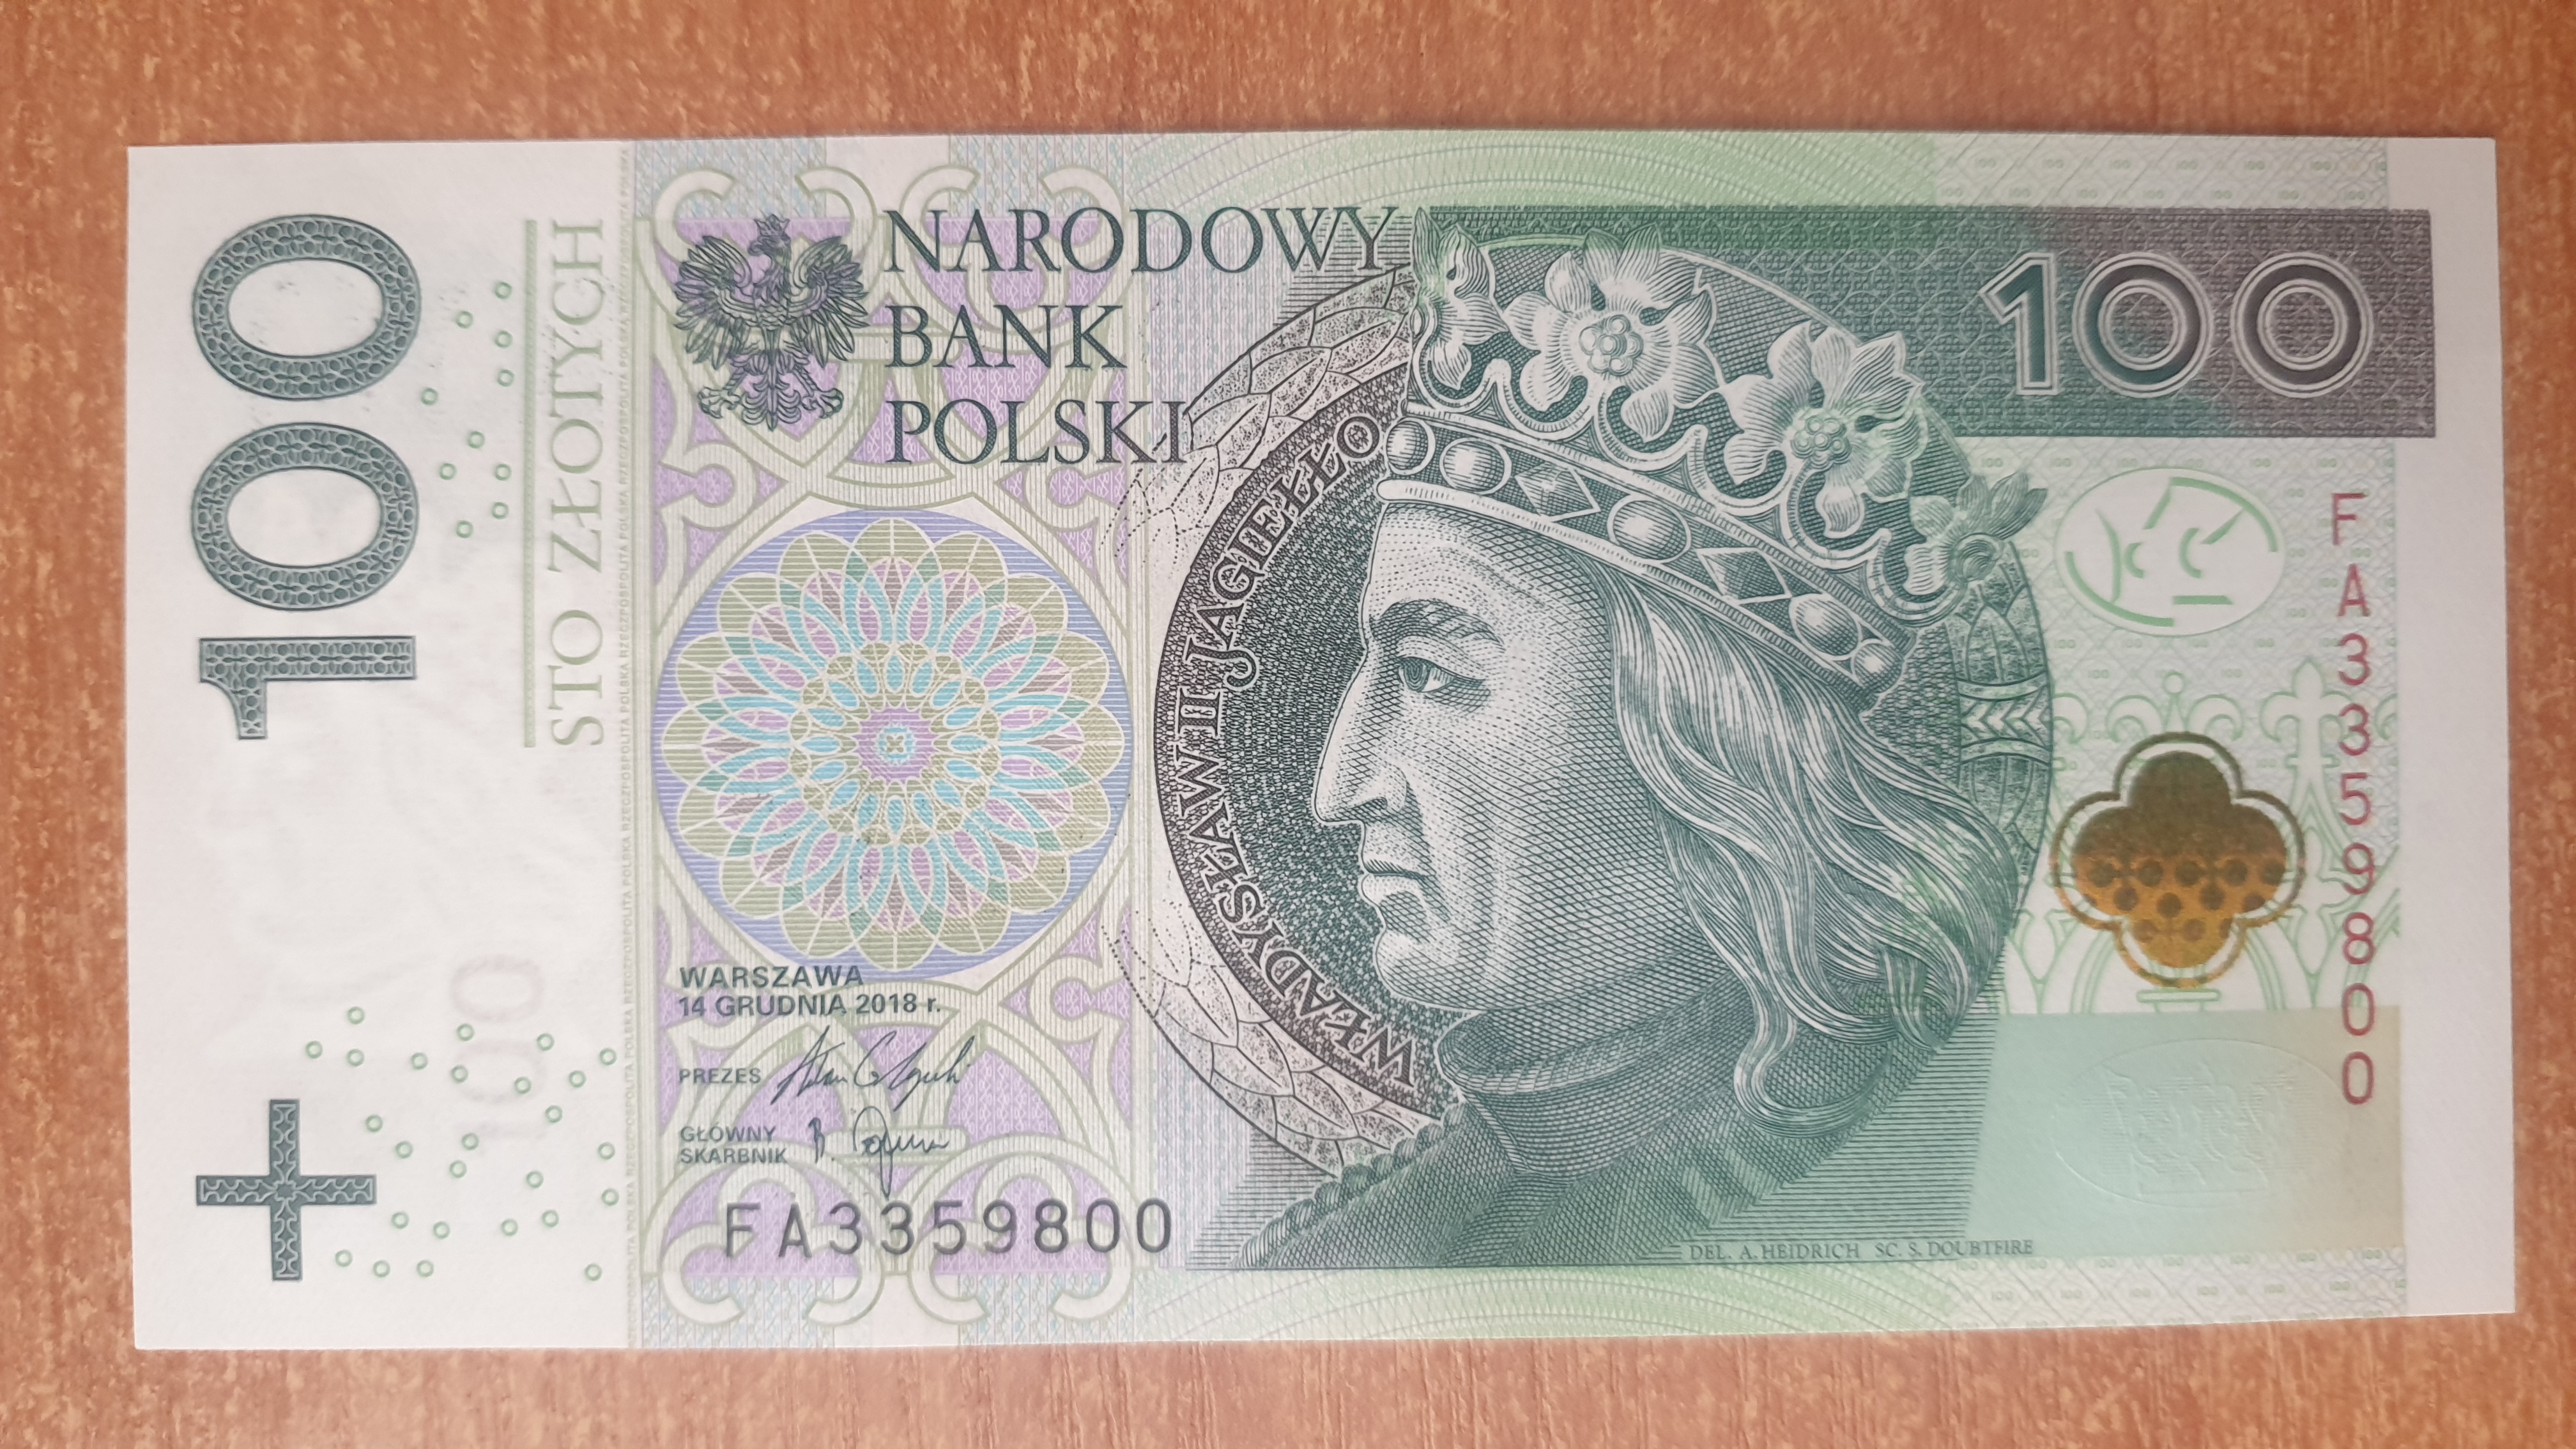 100
STO ZŁOTYCH
NARODOWY
BANK
POLSKI
100
WŁADYSŁAW II JAGIEŁŁO
FA3359800
WARSZAWA
14 GRUDNIA 2018 r.
PREZES
GŁÓWNY
SKARBNIK
FA3359800
DEL. A. HEIDRICH SC. S. DOUBTFIRE
100